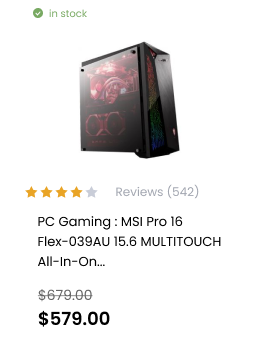 in stock
Reviews (542)
PC Gaming : MSI Pro 16
Flex-039AU 15.6 MULTITOUCH
All-In-On...
$679.00
$579.00